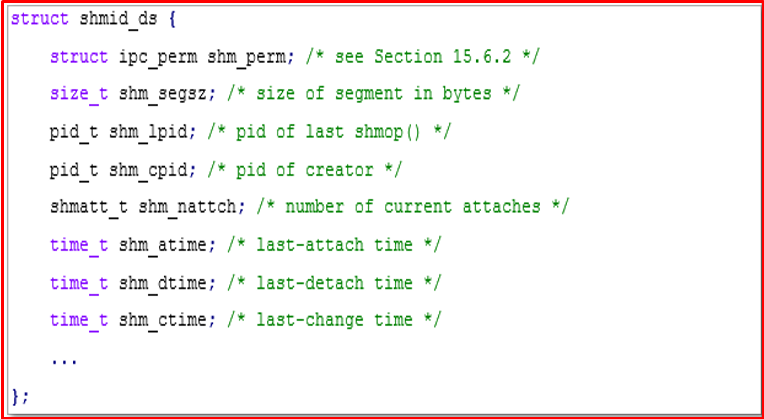 struct shmid_ds {
struct ipc_perm shm_perm; /* see Section 15.6.2 */
size_t shm_segsz; /* size of segment in bytes */
pid_t shm_lpid; /* pid of last shmop() */
pid_t shm_cpid; /* pid of creator */
shmatt_t shm_nattch; /* number of current attaches */
time_t shm_atime; /* last-attach time */
time_t shm_dtime; /* last-detach time */
time_t shm_ctime; /* last-change time */
...
};